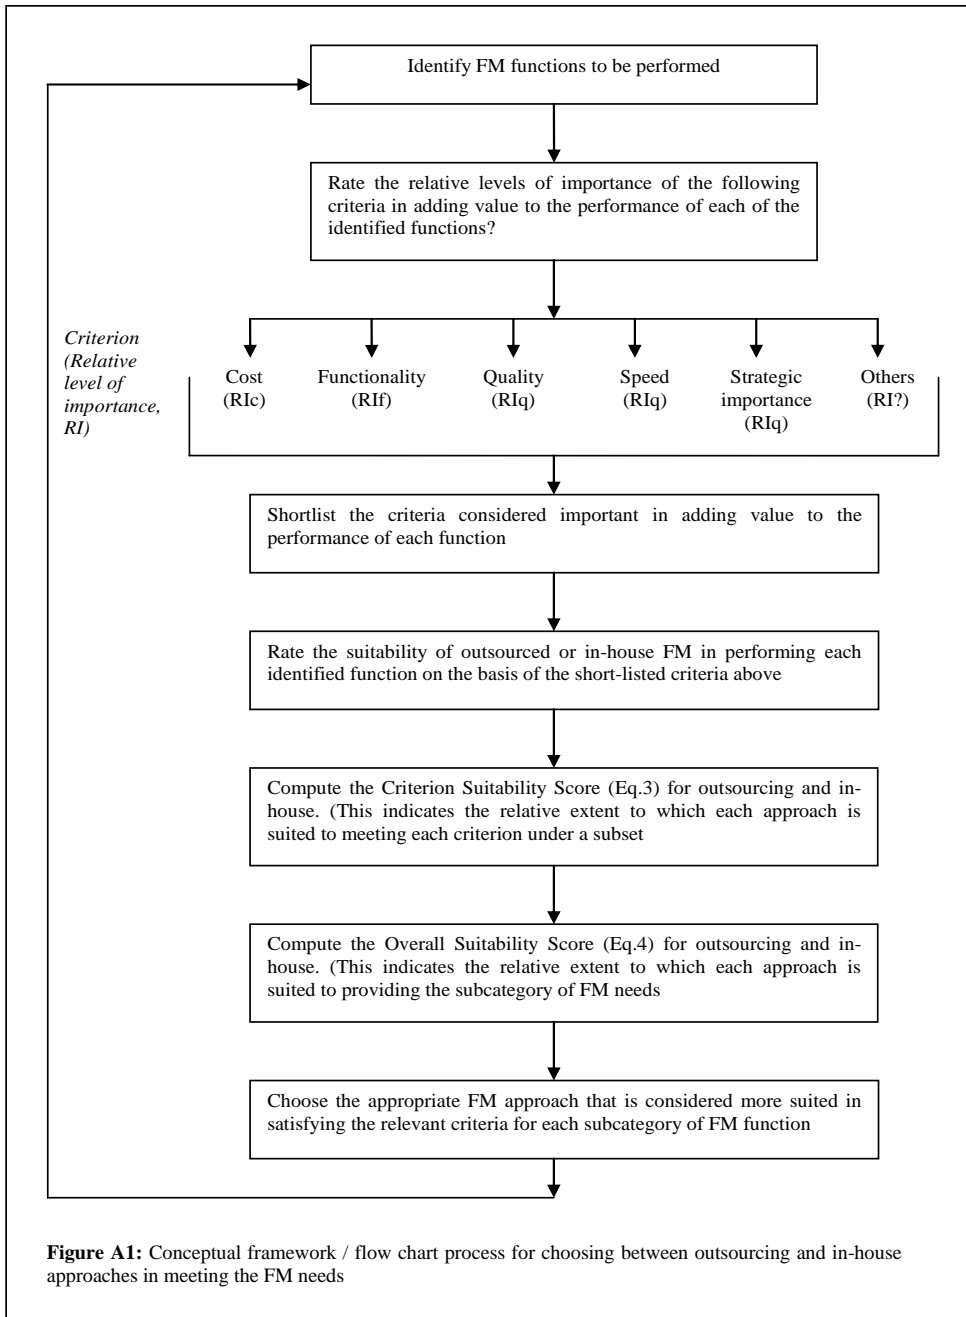 Identify FM functions to be performed
Rate the relative levels of importance of the following
criteria in adding value to the performance of each of the
identified functions?
Criterion
(Relative
level of
importance,
RI)
Cost
(RIc)
Functionality
(RIf)
Quality
(RIq)
Speed
(RIq)
Strategic
importance
(RIq)
Others
(RI?)
Shortlist the criteria considered important in adding value to the
performance of each function
Rate the suitability of outsourced or in-house FM in performing each
identified function on the basis of the short-listed criteria above
Compute the Criterion Suitability Score (Eq.3) for outsourcing and in-
house. (This indicates the relative extent to which each approach is
suited to meeting each criterion under a subset
Compute the Overall Suitability Score (Eq.4) for outsourcing and in-
house. (This indicates the relative extent to which each approach is
suited to providing the subcategory of FM needs
Choose the appropriate FM approach that is considered more suited in
satisfying the relevant criteria for each subcategory of FM function
Figure A1: Conceptual framework / flow chart process for choosing between outsourcing and in-house
approaches in meeting the FM needs